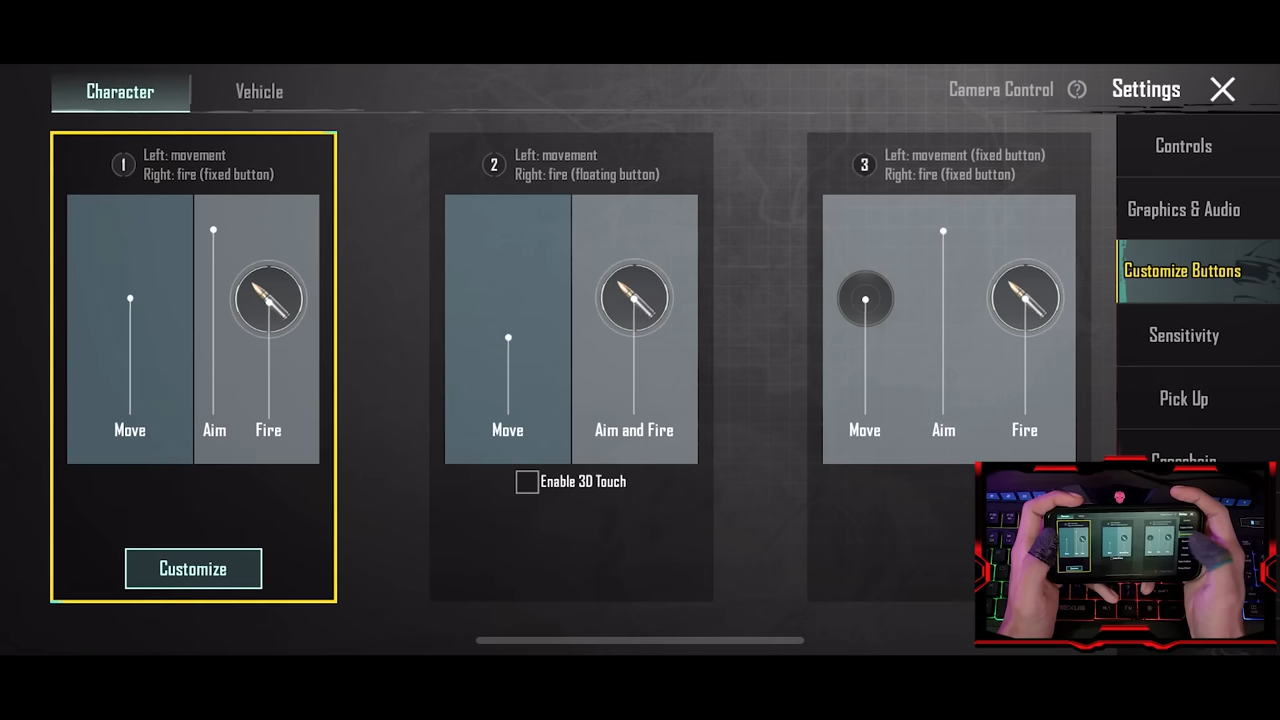 Character
Vehicle
Camera Control ?
Settings
1
Left: movement
Right: fire (fixed button)
Move
Aim
Fire
Customize
2
Left: movement
Right: fire (floating button)
Move
Aim and Fire
Enable 3D Touch
3
Left: movement (fixed button)
Right: fire (fixed button)
Move
Aim
Fire
Controls
Graphics & Audio
Customize Buttons
Sensitivity
Pick Up